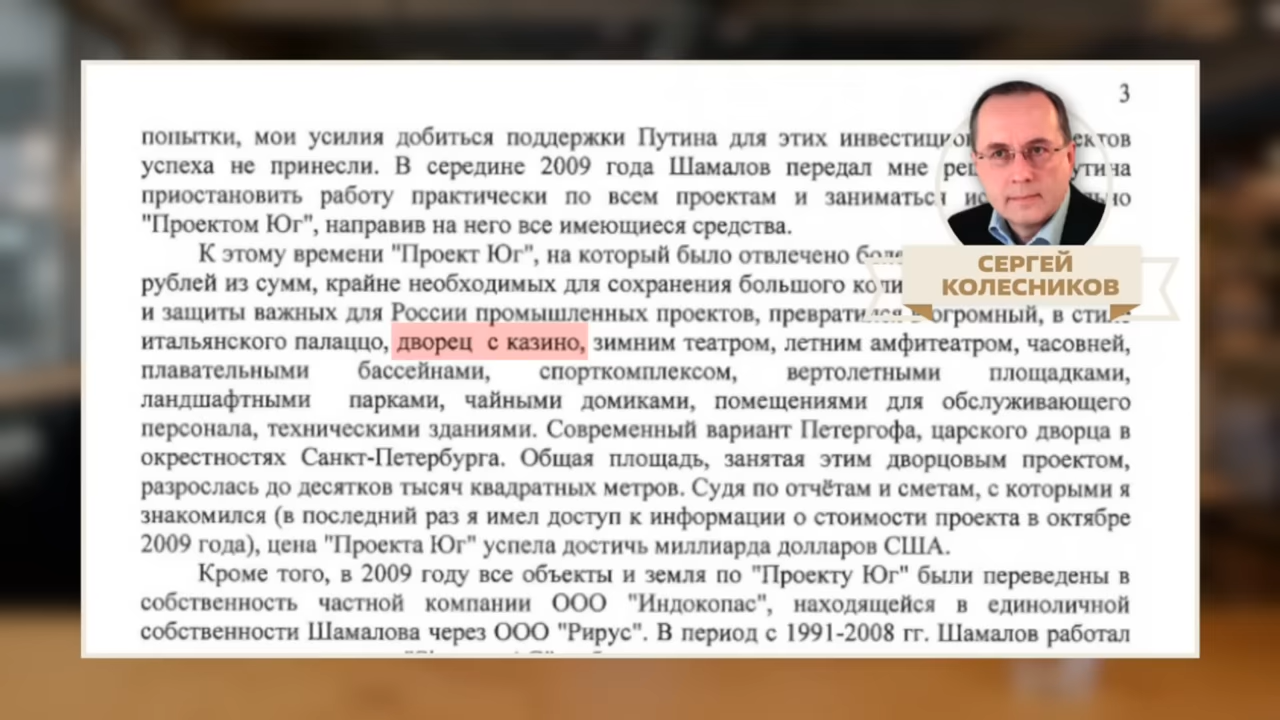 3
попытки, мои усилия добиться поддержки Путина для этих
успеха не принесли. В середине 2009 года Шамалов передал мне
приостановить работу практически по всем проектам и заниматься
"Проектом Юг", направив на него все имеющиеся средства.
К этому времени "Проект Юг", на который было отвлечено
рублей из сумм, крайне необходимых для сохранения большого
и защиты важных для России промышленных проектов, превратился в огромный, в стиле
итальянского палаццо, дворец с казино, зимним театром, летним амфитеатром, часовней,
плавательными бассейнами, спорткомплексом, вертолетными площадками,
ландшафтными парками, чайными домиками, помещениями для обслуживающего
персонала, техническими зданиями. Современный вариант Петергофа, царского дворца в
окрестностях Санкт-Петербурга. Общая площадь, занятая этим дворцовым проектом,
разрослась до десятков тысяч квадратных метров. Судя по отчётам и сметам, с которыми я
знакомился (в последний раз я имел доступ к информации о стоимости проекта в октябре
2009 года), цена "Проекта Юг" успела достичь миллиарда долларов США.
Кроме того, в 2009 году все объекты и земля по "Проекту Юг" были переведены в
собственность частной компании ООО "Индокопас", находящейся в единоличной
собственности Шамалова через ООО "Рирус". В период с 1991-2008 гг. Шамалов работал
СЕРГЕЙ
КОЛЕСНИКОВ